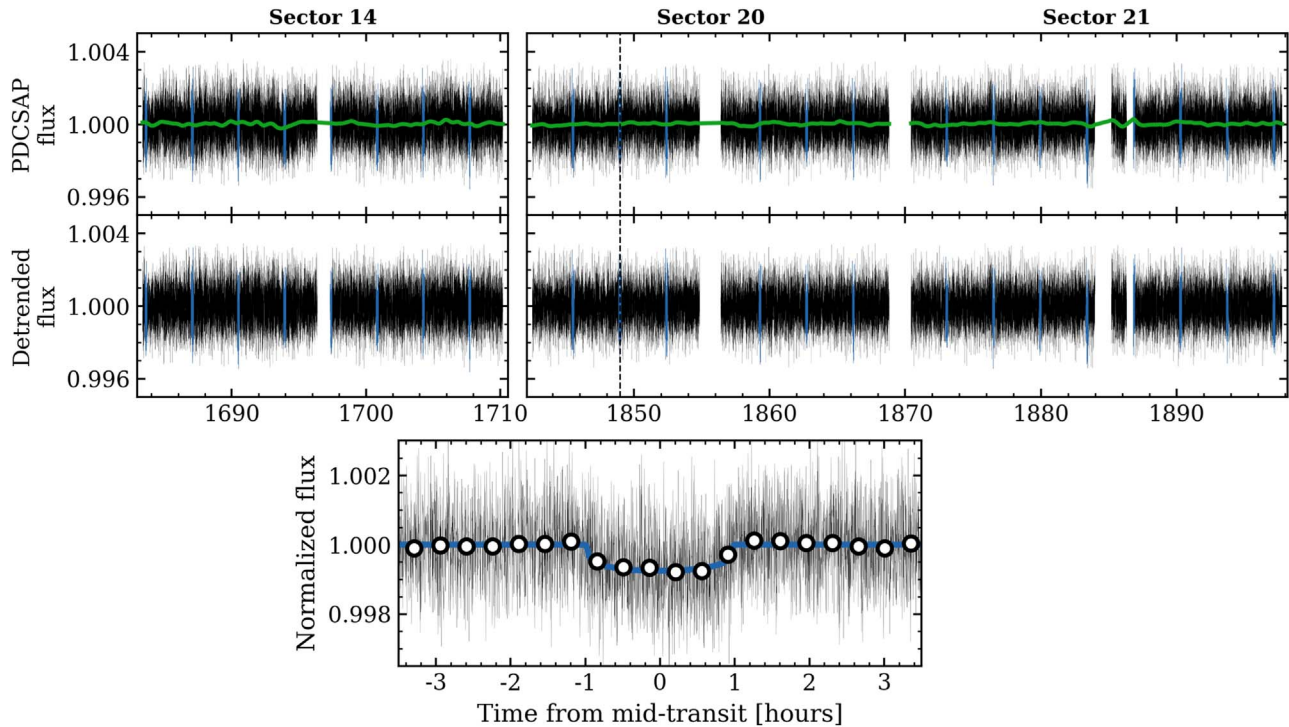 Sector 14 Sector 20 Sector 21
PDCSAP
flux
1.004
1.000
0.996
Detrended
flux
1.004
1.000
0.996
1690 1700 1710 1850 1860 1870 1880 1890
Normalized flux
1.002
1.000
0.998
-3 -2 -1 0 1 2 3
Time from mid-transit [hours]